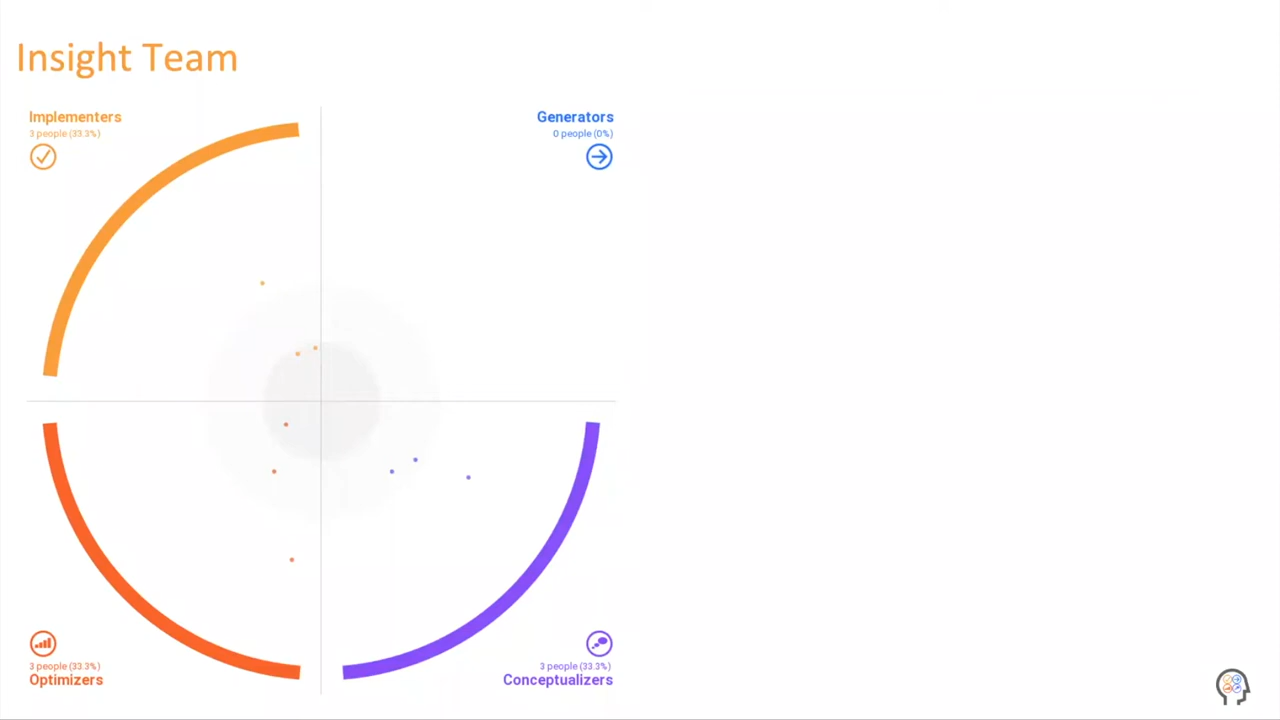 Insight Team
Implementers
3 people (33.3%)
Generators
0 people (0%)
3 people (33.3%)
Optimizers
3 people (33.3%)
Conceptualizers